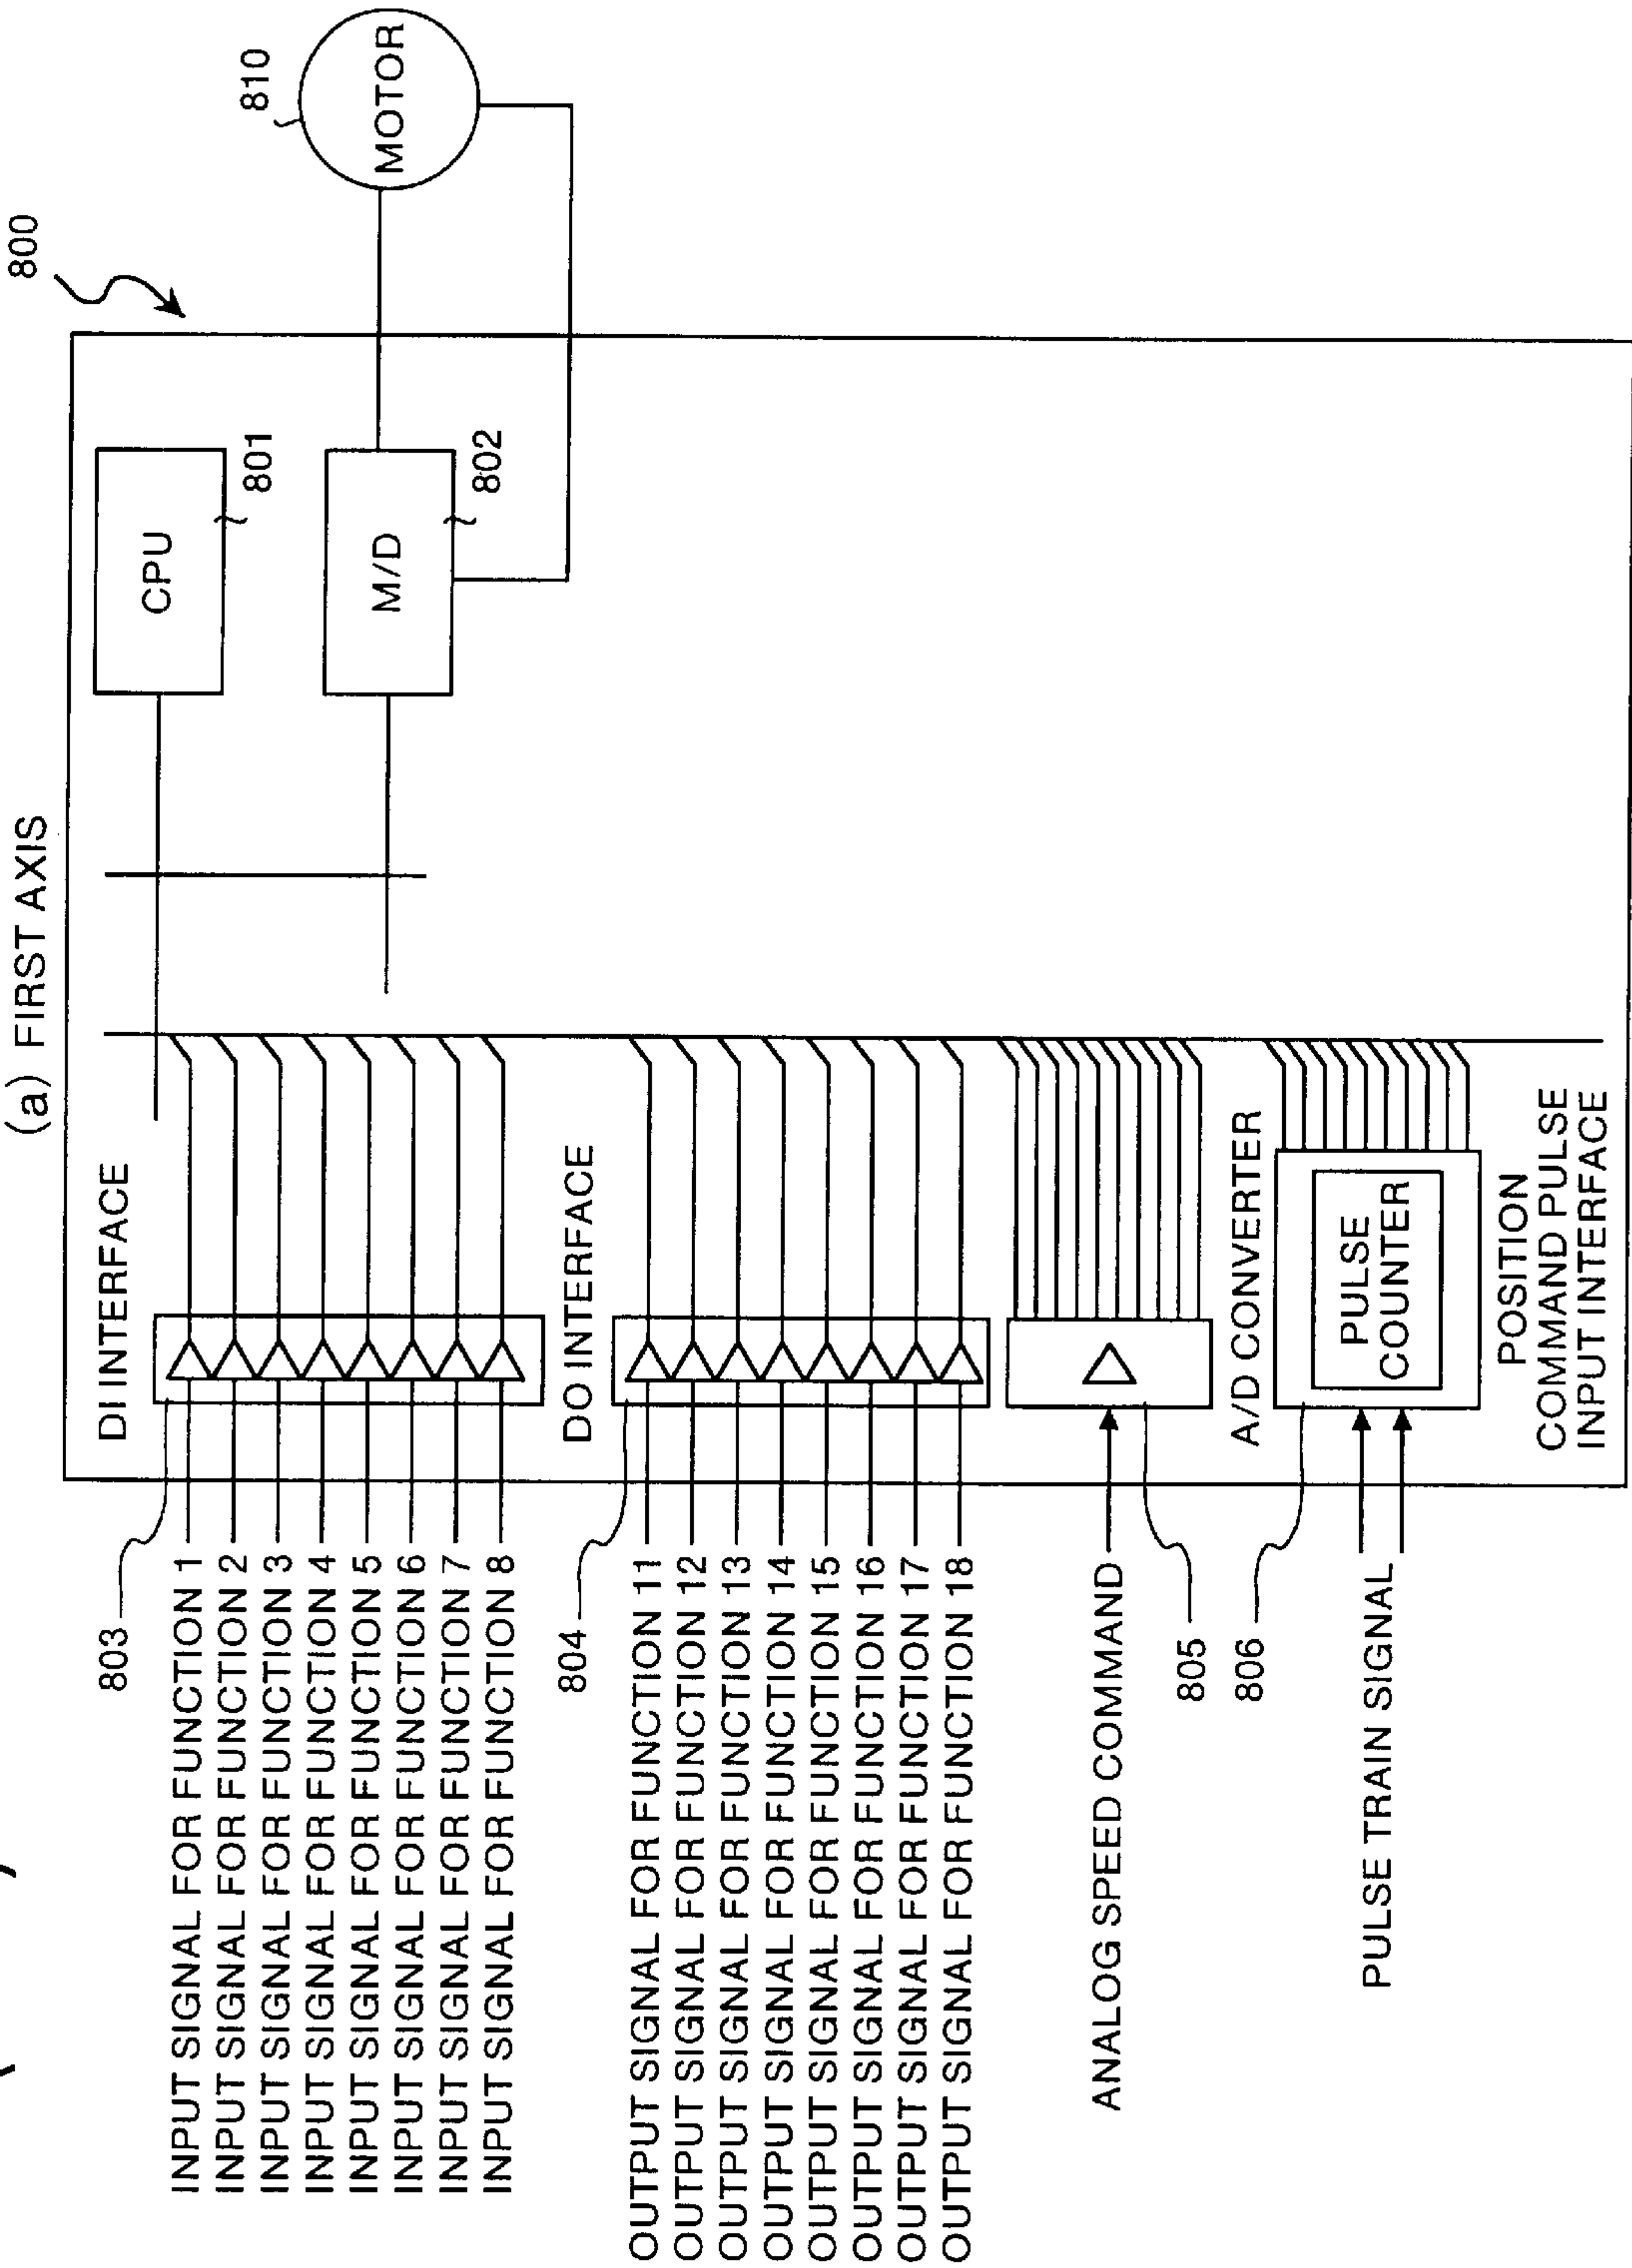 (a) FIRST AXIS
800
DI INTERFACE
803
INPUT SIGNAL FOR FUNCTION 1
INPUT SIGNAL FOR FUNCTION 2
INPUT SIGNAL FOR FUNCTION 3
INPUT SIGNAL FOR FUNCTION 4
INPUT SIGNAL FOR FUNCTION 5
INPUT SIGNAL FOR FUNCTION 6
INPUT SIGNAL FOR FUNCTION 7
INPUT SIGNAL FOR FUNCTION 8
CPU
801
M/D
802
MOTOR
810
DO INTERFACE
804
OUTPUT SIGNAL FOR FUNCTION 11
OUTPUT SIGNAL FOR FUNCTION 12
OUTPUT SIGNAL FOR FUNCTION 13
OUTPUT SIGNAL FOR FUNCTION 14
OUTPUT SIGNAL FOR FUNCTION 15
OUTPUT SIGNAL FOR FUNCTION 16
OUTPUT SIGNAL FOR FUNCTION 17
OUTPUT SIGNAL FOR FUNCTION 18
ANALOG SPEED COMMAND
805
A/D CONVERTER
806
PULSE TRAIN SIGNAL
PULSE
COUNTER
POSITION
COMMAND PULSE
INPUT INTERFACE